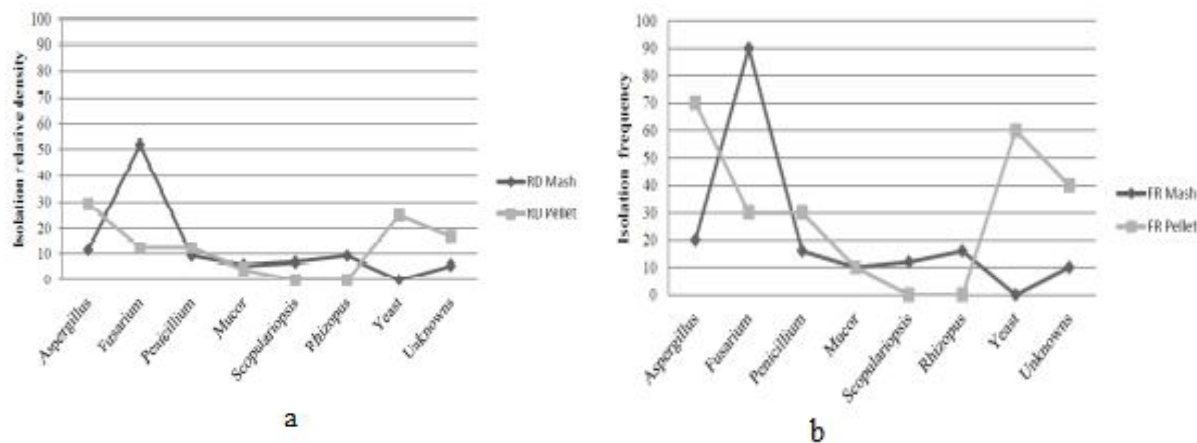 Isolation relative density
100
90
80
70
60
50
40
30
20
10
0
Aspergillus
Fusarium
Penicillium
Mucor
Scopulariopsis
Rhizopus
Yeast
Unknowns
RD Mash
RD Pellet
a
Isolation frequency
100
90
80
70
60
50
40
30
20
10
0
Aspergillus
Fusarium
Penicillium
Mucor
Scopulariopsis
Rhizopus
Yeast
Unknowns
FR Mash
FR Pellet
b